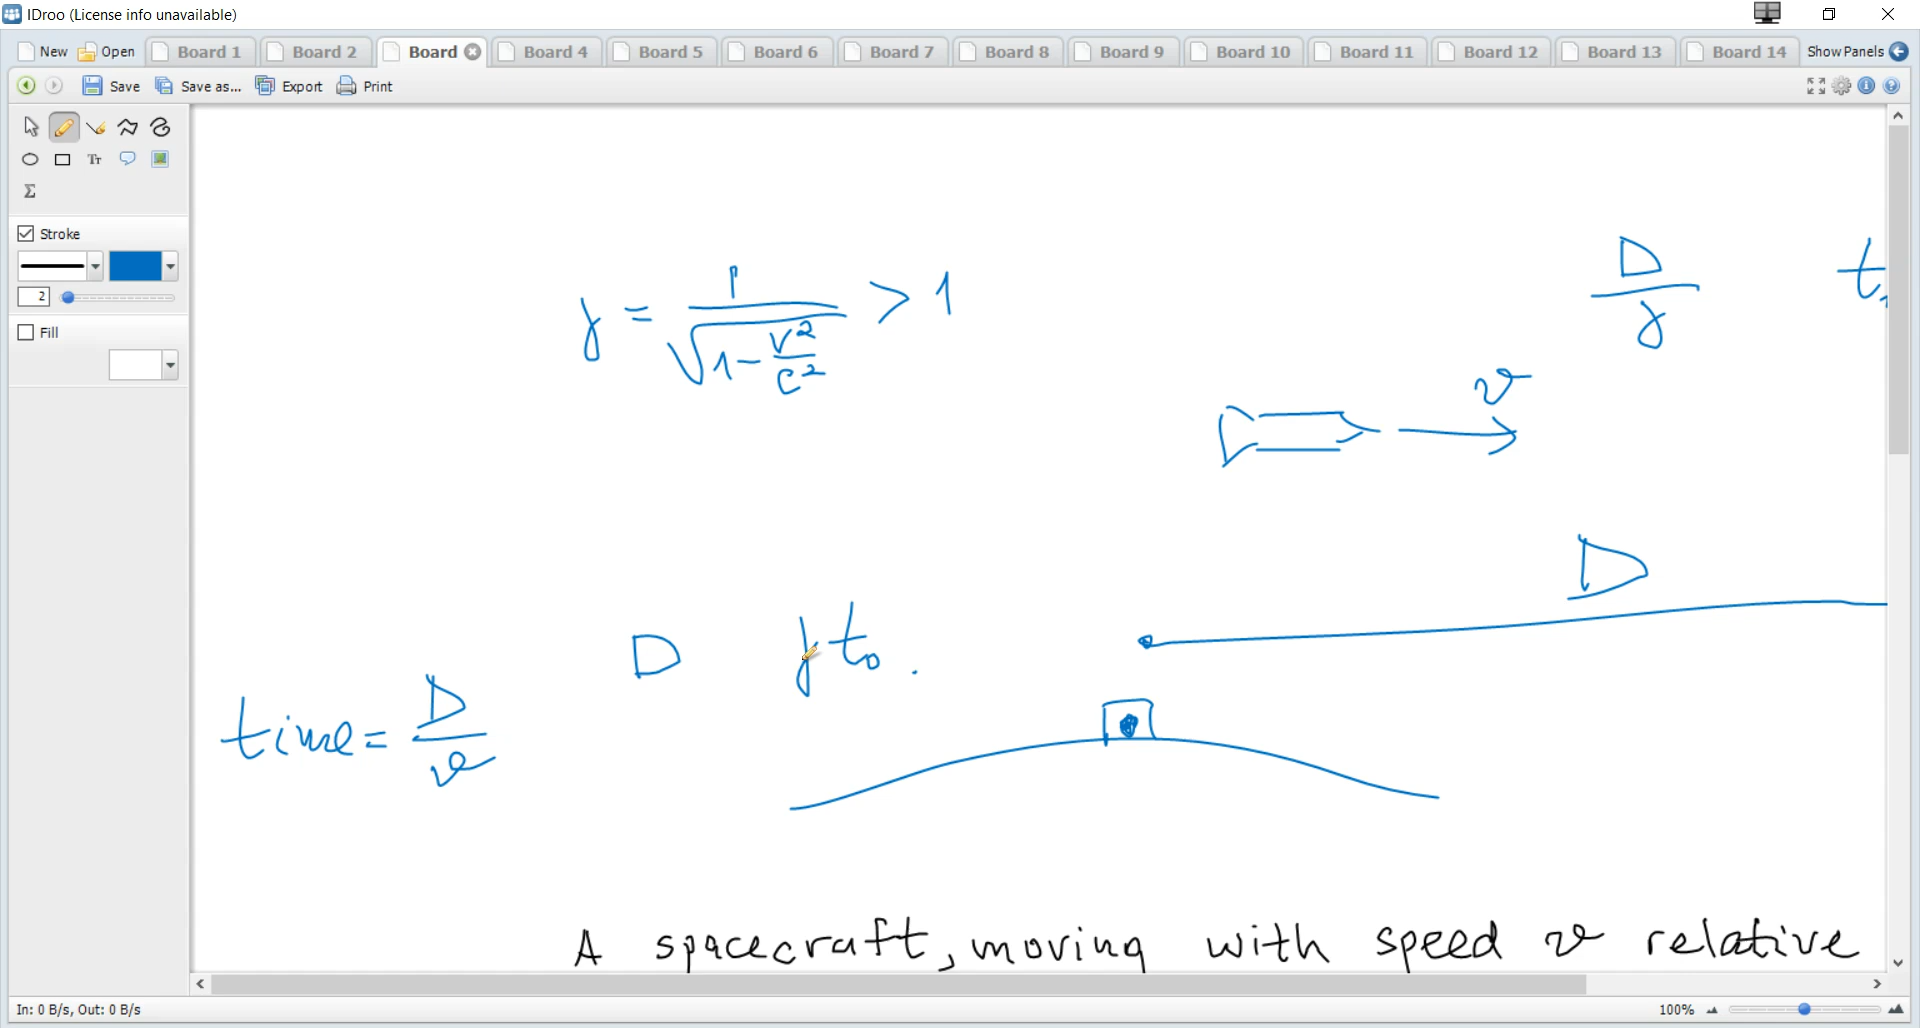 IDroo (License info unavailable)
New Open Board 1 Board 2 Board Board 4 Board 5 Board 6 Board 7 Board 8 Board 9 Board 10 Board 11 Board 12 Board 13 Board 14 Show Panels
Save Save as... Export Print
Tт
Σ
Stroke
2
Fill
γ = 1 / √(1 - v²/c²) > 1
D/γ
v
D
D γt₀ .
time = D/v
A spacecraft, moving with speed v relative
In: 0 B/s, Out: 0 B/s
100%